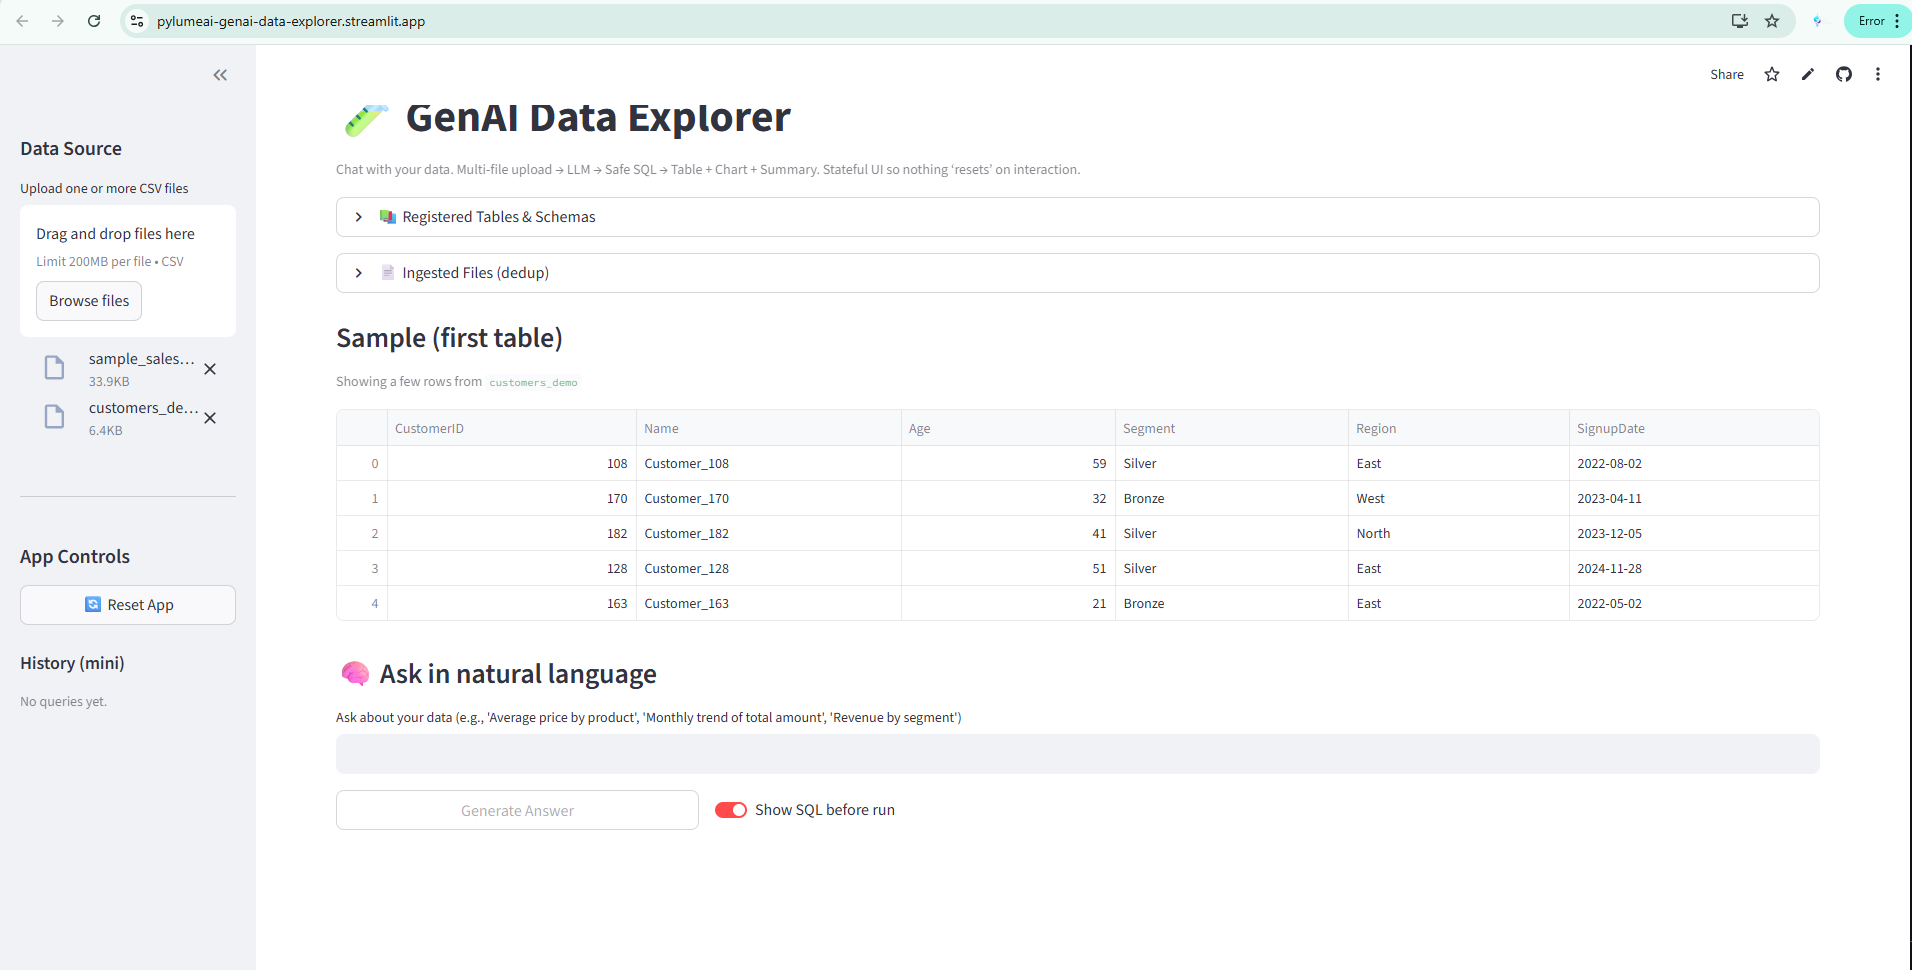 pylumeai-genai-data-explorer.streamlit.app
Error
Share
Data Source
Upload one or more CSV files
Drag and drop files here
Limit 200MB per file • CSV
Browse files
sample_sales...
33.9KB
customers_de...
6.4KB
App Controls
Reset App
History (mini)
No queries yet.
GenAI Data Explorer
Chat with your data. Multi-file upload → LLM → Safe SQL → Table + Chart + Summary. Stateful UI so nothing ‘resets’ on interaction.
Registered Tables & Schemas
Ingested Files (dedup)
Sample (first table)
Showing a few rows from customers_demo
CustomerID Name Age Segment Region SignupDate
0 108 Customer_108 59 Silver East 2022-08-02
1 170 Customer_170 32 Bronze West 2023-04-11
2 182 Customer_182 41 Silver North 2023-12-05
3 128 Customer_128 51 Silver East 2024-11-28
4 163 Customer_163 21 Bronze East 2022-05-02
Ask in natural language
Ask about your data (e.g., 'Average price by product', 'Monthly trend of total amount', 'Revenue by segment')
Generate Answer
Show SQL before run